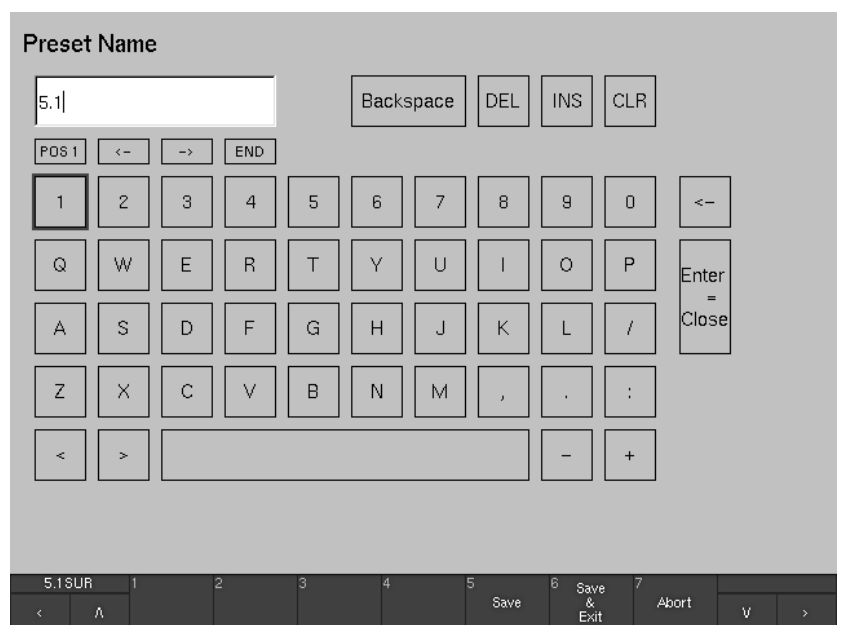 Preset Name
5.1
Backspace DEL INS CLR
POS 1 <- -> END
1 2 3 4 5 6 7 8 9 0 <-
Q W E R T Y U I O P
Enter
=
Close
A S D F G H J K L /
Z X C V B N M , . :
< > - +
5.1SUR 1 2 3 4 5 6 7
Save
Save
&
Exit
Abort
< Λ V >